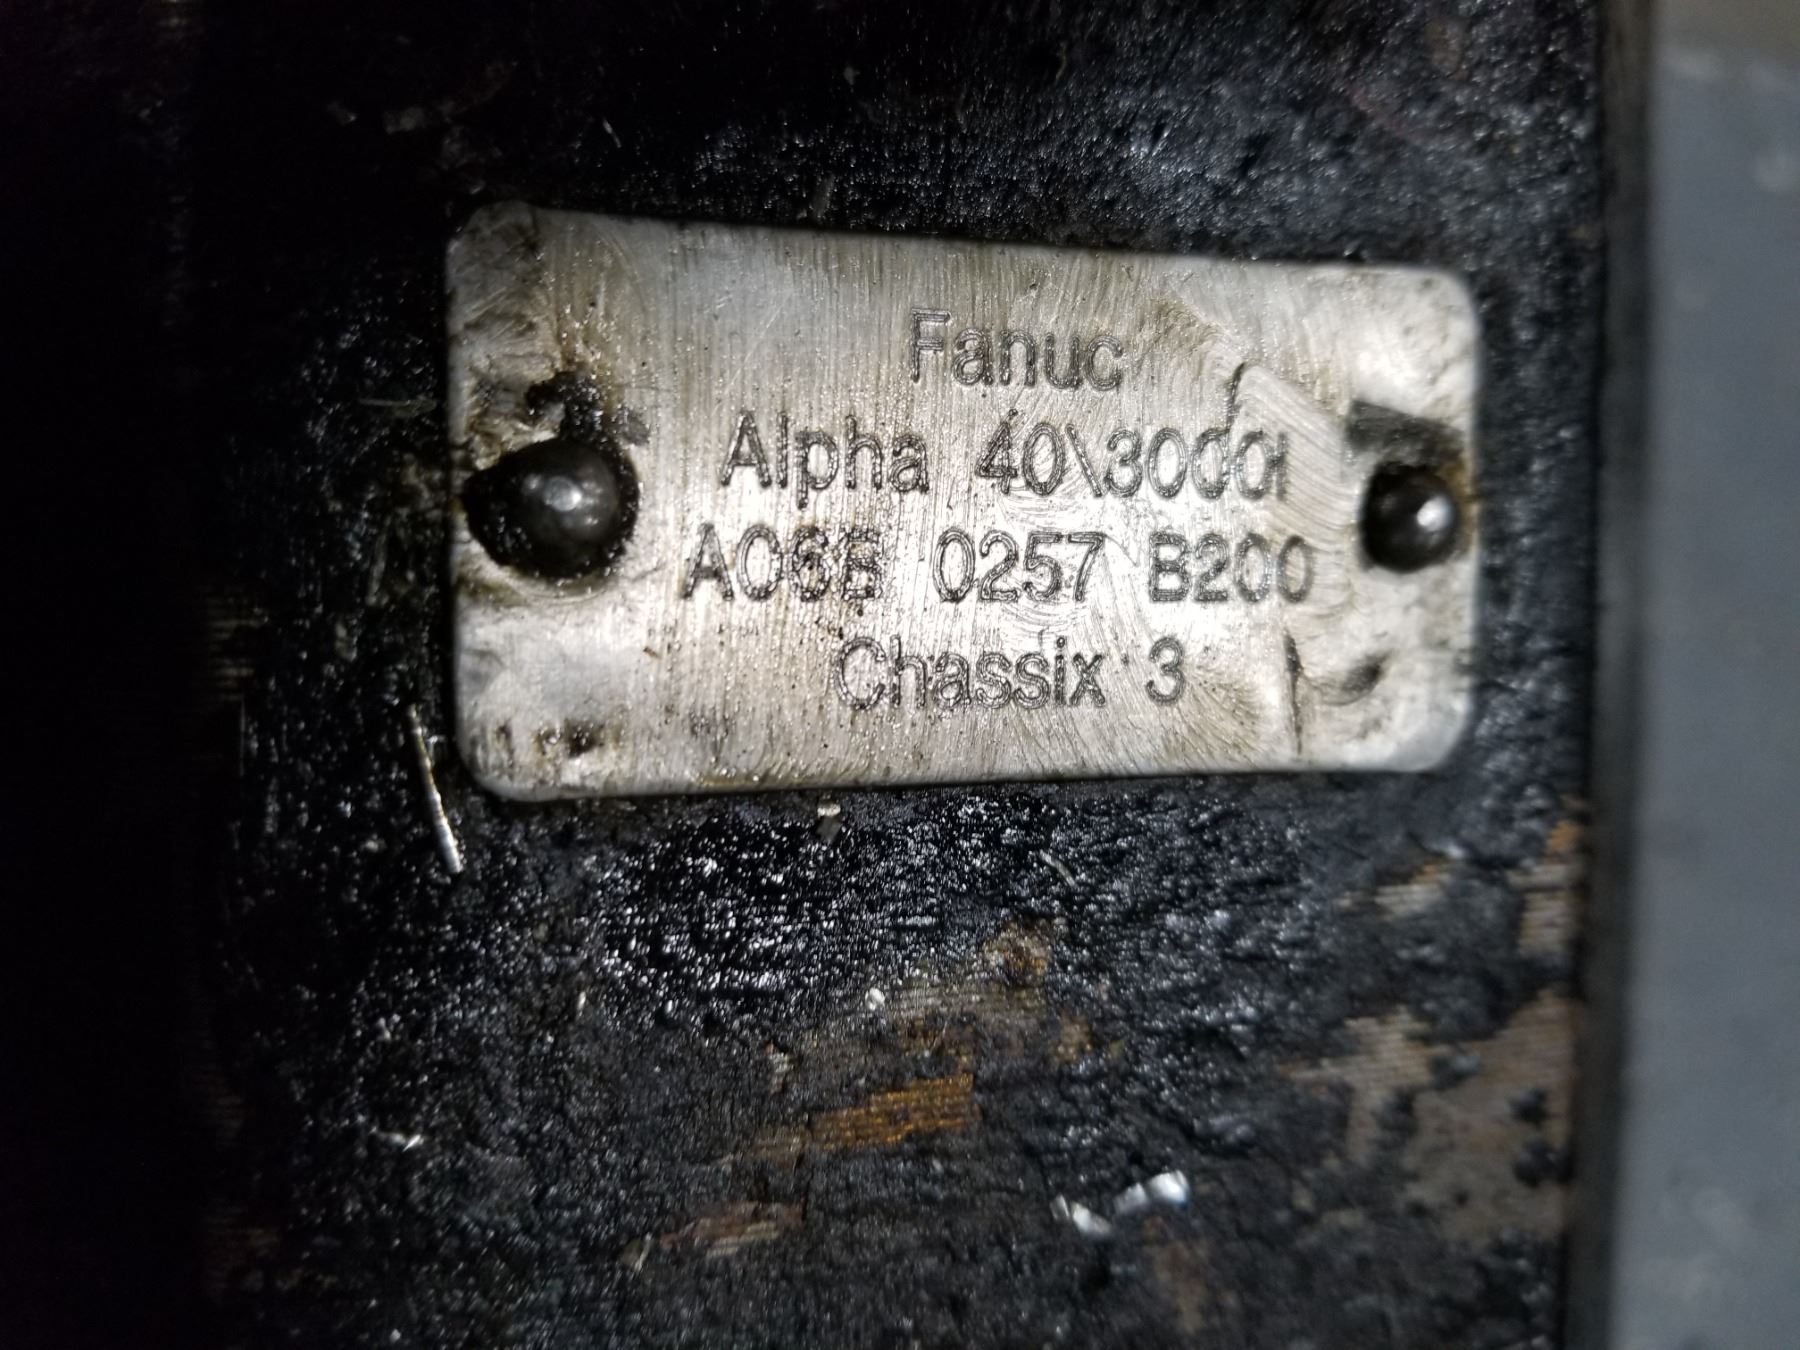 Fanuc
Alpha 40\3000i
A06B 0257 B200
Chassix 3